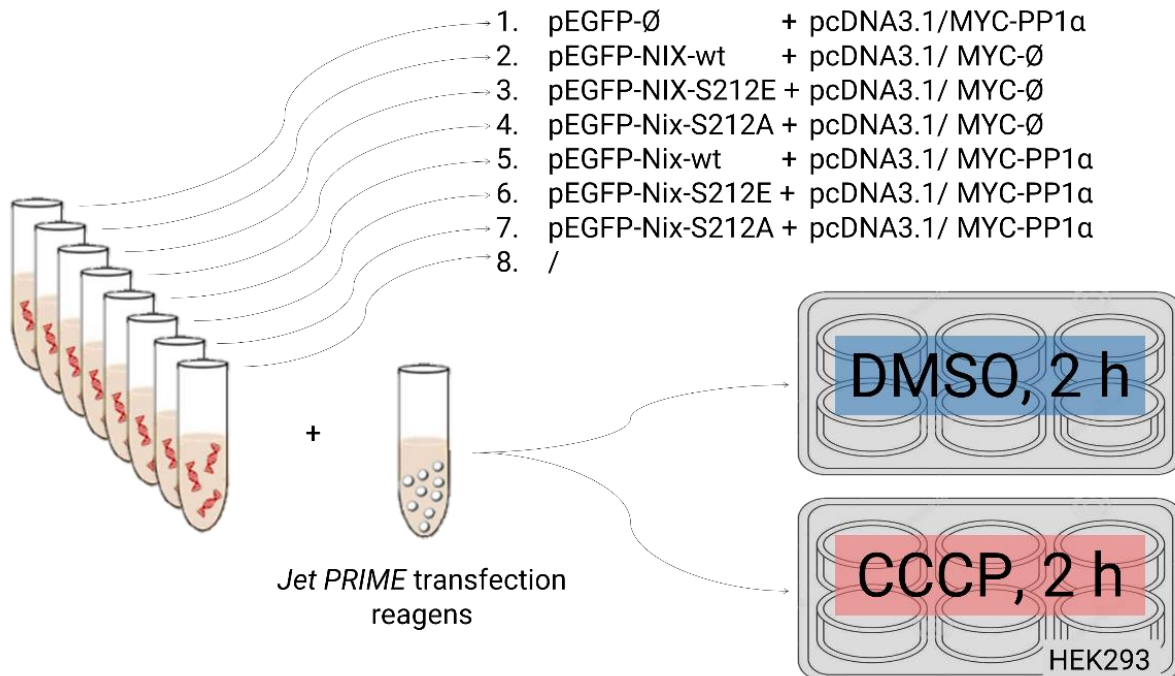 1. pEGFP-Ø + pcDNA3.1/MYC-PP1α
2. pEGFP-NIX-wt + pcDNA3.1/ MYC-Ø
3. pEGFP-NIX-S212E + pcDNA3.1/ MYC-Ø
4. pEGFP-Nix-S212A + pcDNA3.1/ MYC-Ø
5. pEGFP-Nix-wt + pcDNA3.1/ MYC-PP1α
6. pEGFP-Nix-S212E + pcDNA3.1/ MYC-PP1α
7. pEGFP-Nix-S212A + pcDNA3.1/ MYC-PP1α
8. /
DMSO, 2 h
+
Jet PRIME transfection
reagens
CCCP, 2 h
HEK293